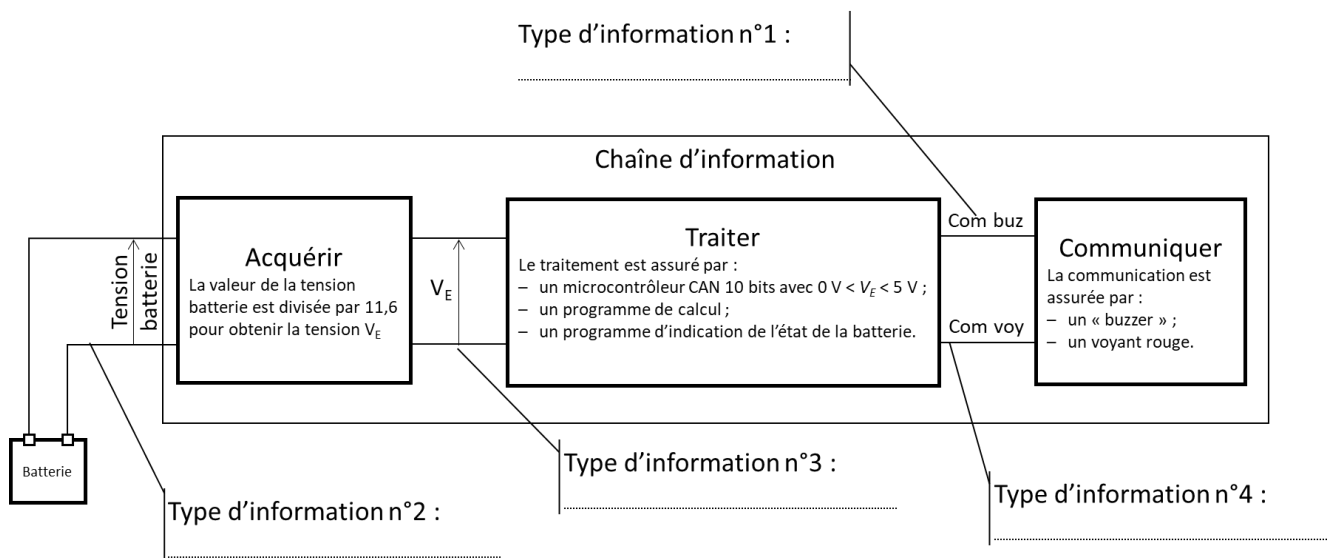 Type d’information n°1 :
Chaîne d’information
Tension
batterie
Acquérir
La valeur de la tension
batterie est divisée par 11,6
pour obtenir la tension VE
VE
Traiter
Le traitement est assuré par :
– un microcontrôleur CAN 10 bits avec 0 V < VE < 5 V ;
– un programme de calcul ;
– un programme d’indication de l’état de la batterie.
Com buz
Com voy
Communiquer
La communication est
assurée par :
– un « buzzer » ;
– un voyant rouge.
Batterie
Type d’information n°2 :
Type d’information n°3 :
Type d’information n°4 :